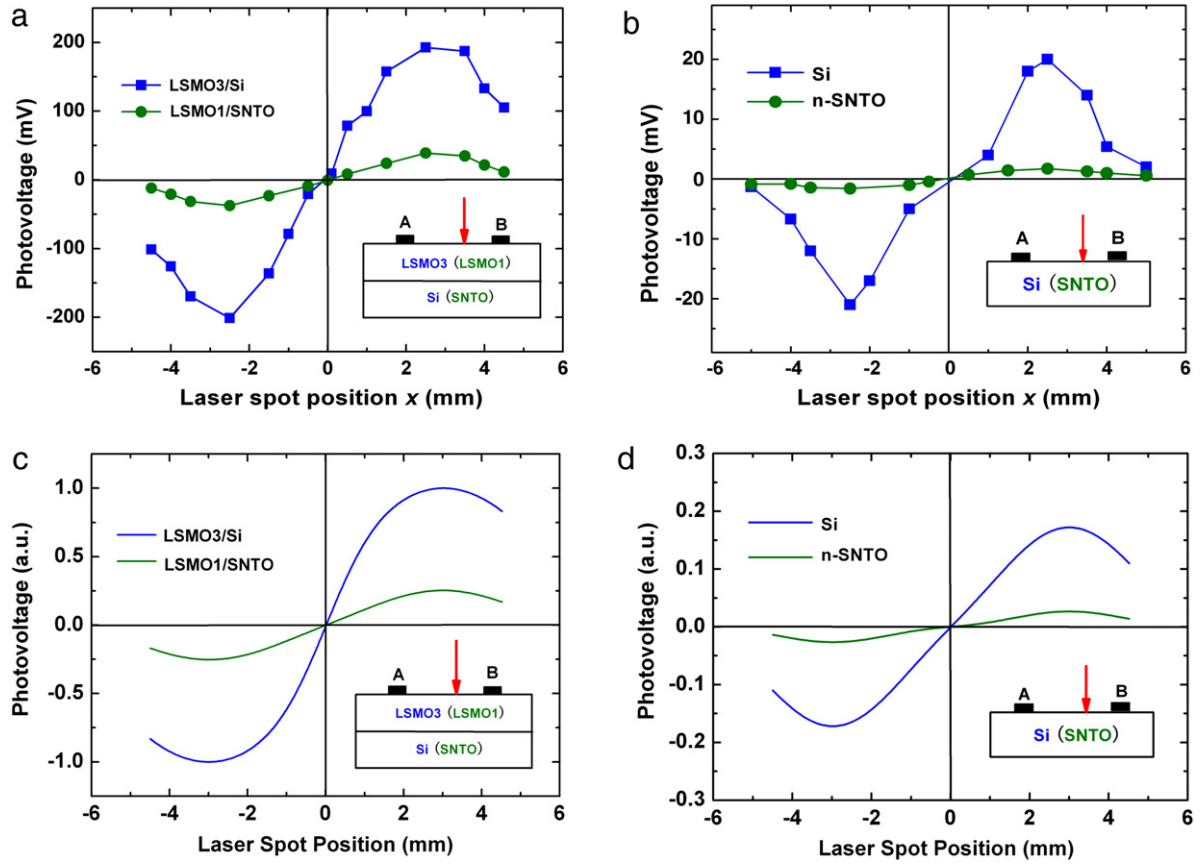 a
Photovoltage (mV)
200
100
0
-100
-200
LSMO3/Si
LSMO1/SNTO
A
B
LSMO3 (LSMO1)
Si (SNTO)
-6 -4 -2 0 2 4 6
Laser spot position x (mm)
b
Photovoltage (mV)
20
10
0
-10
-20
Si
n-SNTO
A
B
Si (SNTO)
-6 -4 -2 0 2 4 6
Laser spot position x (mm)
c
Photovoltage (a.u.)
1.0
0.5
0.0
-0.5
-1.0
LSMO3/Si
LSMO1/SNTO
A
B
LSMO3 (LSMO1)
Si (SNTO)
-6 -4 -2 0 2 4 6
Laser Spot Position (mm)
d
Photovoltage (a.u.)
0.3
0.2
0.1
0.0
-0.1
-0.2
-0.3
Si
n-SNTO
A
B
Si (SNTO)
-6 -4 -2 0 2 4 6
Laser Spot Position (mm)